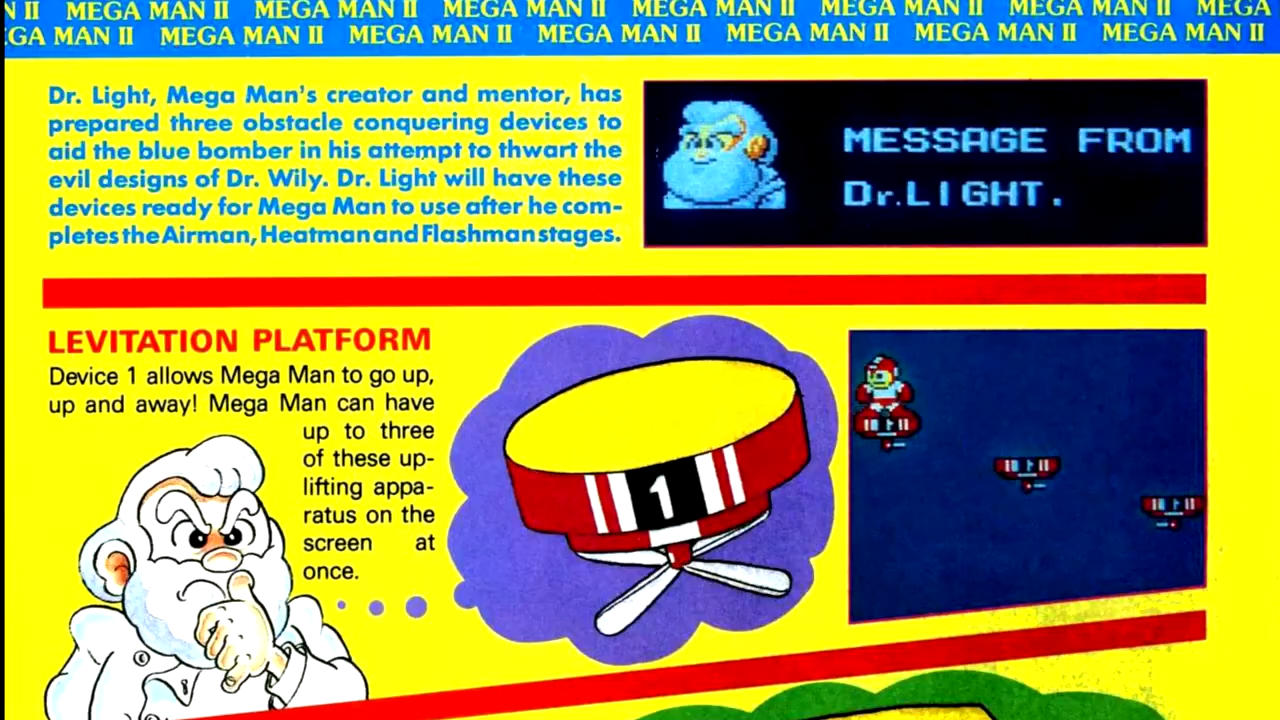 N II MEGA MAN II MEGA MAN II MEGA MAN II MEGA MAN II MEGA MAN II MEGA MAN II MEGA
GA MAN II MEGA MAN II MEGA MAN II MEGA MAN II MEGA MAN II MEGA MAN II MEGA MAN II
Dr. Light, Mega Man's creator and mentor, has
prepared three obstacle conquering devices to
aid the blue bomber in his attempt to thwart the
evil designs of Dr. Wily. Dr. Light will have these
devices ready for Mega Man to use after he com-
pletes the Airman, Heatman and Flashman stages.
MESSAGE FROM
Dr.LIGHT.
LEVITATION PLATFORM
Device 1 allows Mega Man to go up,
up and away! Mega Man can have
up to three
of these up-
lifting appa-
ratus on the
screen at
once.
1
1
1
1